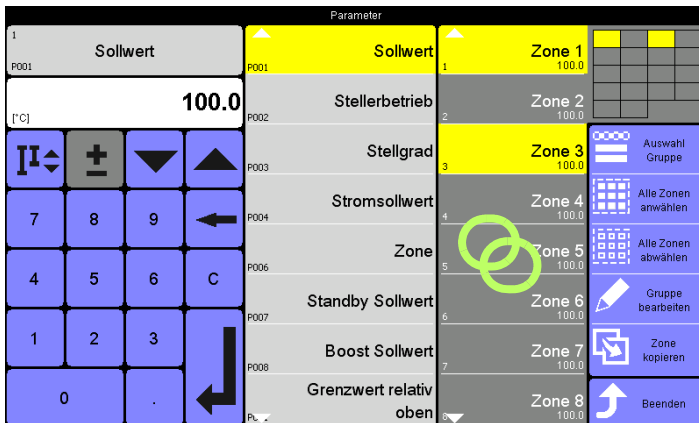 Parameter
1
Sollwert
P001
[°C]
100.0
7
8
9
4
5
6
C
1
2
3
0
.
Sollwert
P001
Stellerbetrieb
P002
Stellgrad
P003
Stromsollwert
P004
Zone
P006
Standby Sollwert
P007
Boost Sollwert
P008
Grenzwert relativ
oben
Zone 1
1
100.0
Zone 2
2
100.0
Zone 3
3
100.0
Zone 4
4
100.0
Zone 5
5
100.0
Zone 6
6
100.0
Zone 7
7
100.0
Zone 8
8
100.0
Auswahl
Gruppe
Alle Zonen
anwählen
Alle Zonen
abwählen
Gruppe
bearbeiten
Zone
kopieren
Beenden